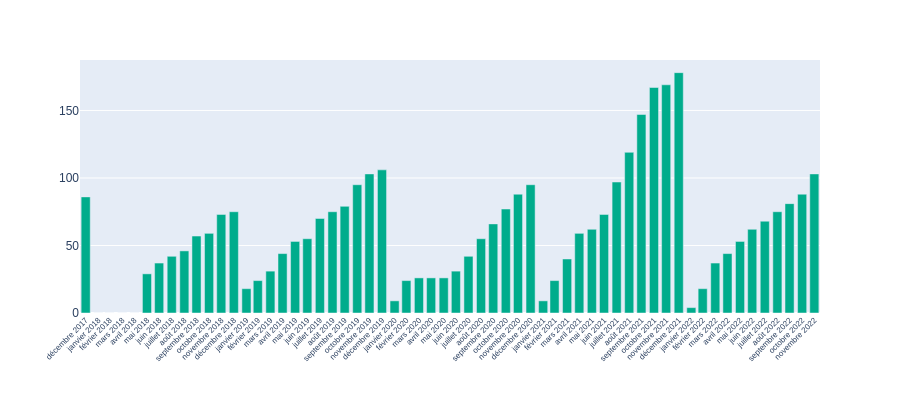 150
100
50
0
décembre 2017
janvier 2018
février 2018
mars 2018
avril 2018
mai 2018
juin 2018
juillet 2018
août 2018
septembre 2018
octobre 2018
novembre 2018
décembre 2018
janvier 2019
février 2019
mars 2019
avril 2019
mai 2019
juin 2019
juillet 2019
août 2019
septembre 2019
octobre 2019
novembre 2019
décembre 2019
janvier 2020
février 2020
mars 2020
avril 2020
mai 2020
juin 2020
juillet 2020
août 2020
septembre 2020
octobre 2020
novembre 2020
décembre 2020
janvier 2021
février 2021
mars 2021
avril 2021
mai 2021
juin 2021
juillet 2021
août 2021
septembre 2021
octobre 2021
novembre 2021
décembre 2021
janvier 2022
février 2022
mars 2022
avril 2022
mai 2022
juin 2022
juillet 2022
août 2022
septembre 2022
octobre 2022
novembre 2022